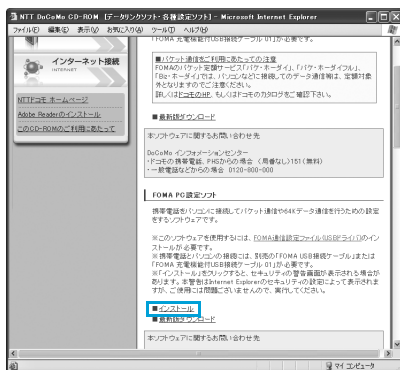 NTT DoCoMo CD-ROM [データリンクソフト・各種設定ソフト] - Microsoft Internet Explorer
ファイル(F) 編集(E) 表示(V) お気に入り(A) ツール(T) ヘルプ(H)
インターネット接続
INTERNET
NTTドコモ ホームページ
Adobe Readerのインストール
このCD-ROMのご利用にあたって
「FOMA 充電機能付USB接続ケーブル 01」が必要です。
■パケット通信をご利用にあたっての注意
FOMAのパケット定額サービス「パケ・ホーダイ」、「パケ・ホーダイフル」、
「Biz・ホーダイ」では、パソコンなどに接続してのデータ通信等は、定額対象
外となりますのでご注意ください。
詳しくはドコモのHP、もしくはドコモのカタログをご確認下さい。
■最新版ダウンロード
本ソフトウェアに関するお問い合わせ先
DoCoMo インフォメーションセンター
・ドコモの携帯電話、PHSからの場合 (局番なし)151(無料)
・一般電話などからの場合 0120-800-000
FOMA PC設定ソフト
携帯電話をパソコンに接続してパケット通信や64Kデータ通信を行うための設定
をするソフトウェアです。
※このソフトウェアを使用するには、FOMA通信設定ファイル(USBドライバ)のイン
ストールが必要です。
※携帯電話とパソコンの接続には、別売の「FOMA USB接続ケーブル」または
「FOMA 充電機能付USB接続ケーブル 01」が必要です。
※「インストール」をクリックすると、セキュリティの警告画面が表示される場合が
あります。本警告はInternet Explorerのセキュリティの設定によって表示されま
すが、ご使用には問題ございませんので、実行してください。
■インストール
■最新版ダウンロード
本ソフトウェアに関するお問い合わせ先
マイ コンピュータ